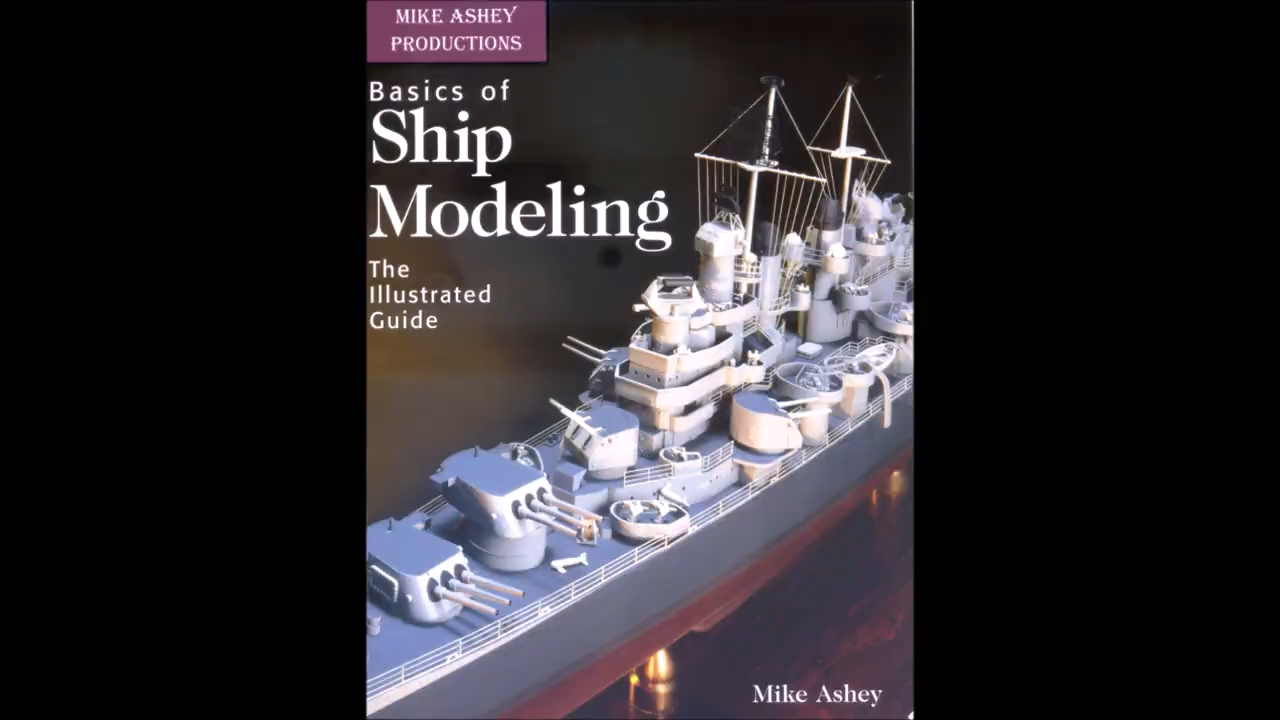 MIKE ASHEY
PRODUCTIONS
Basics of
Ship
Modeling
The
Illustrated
Guide
Mike Ashey